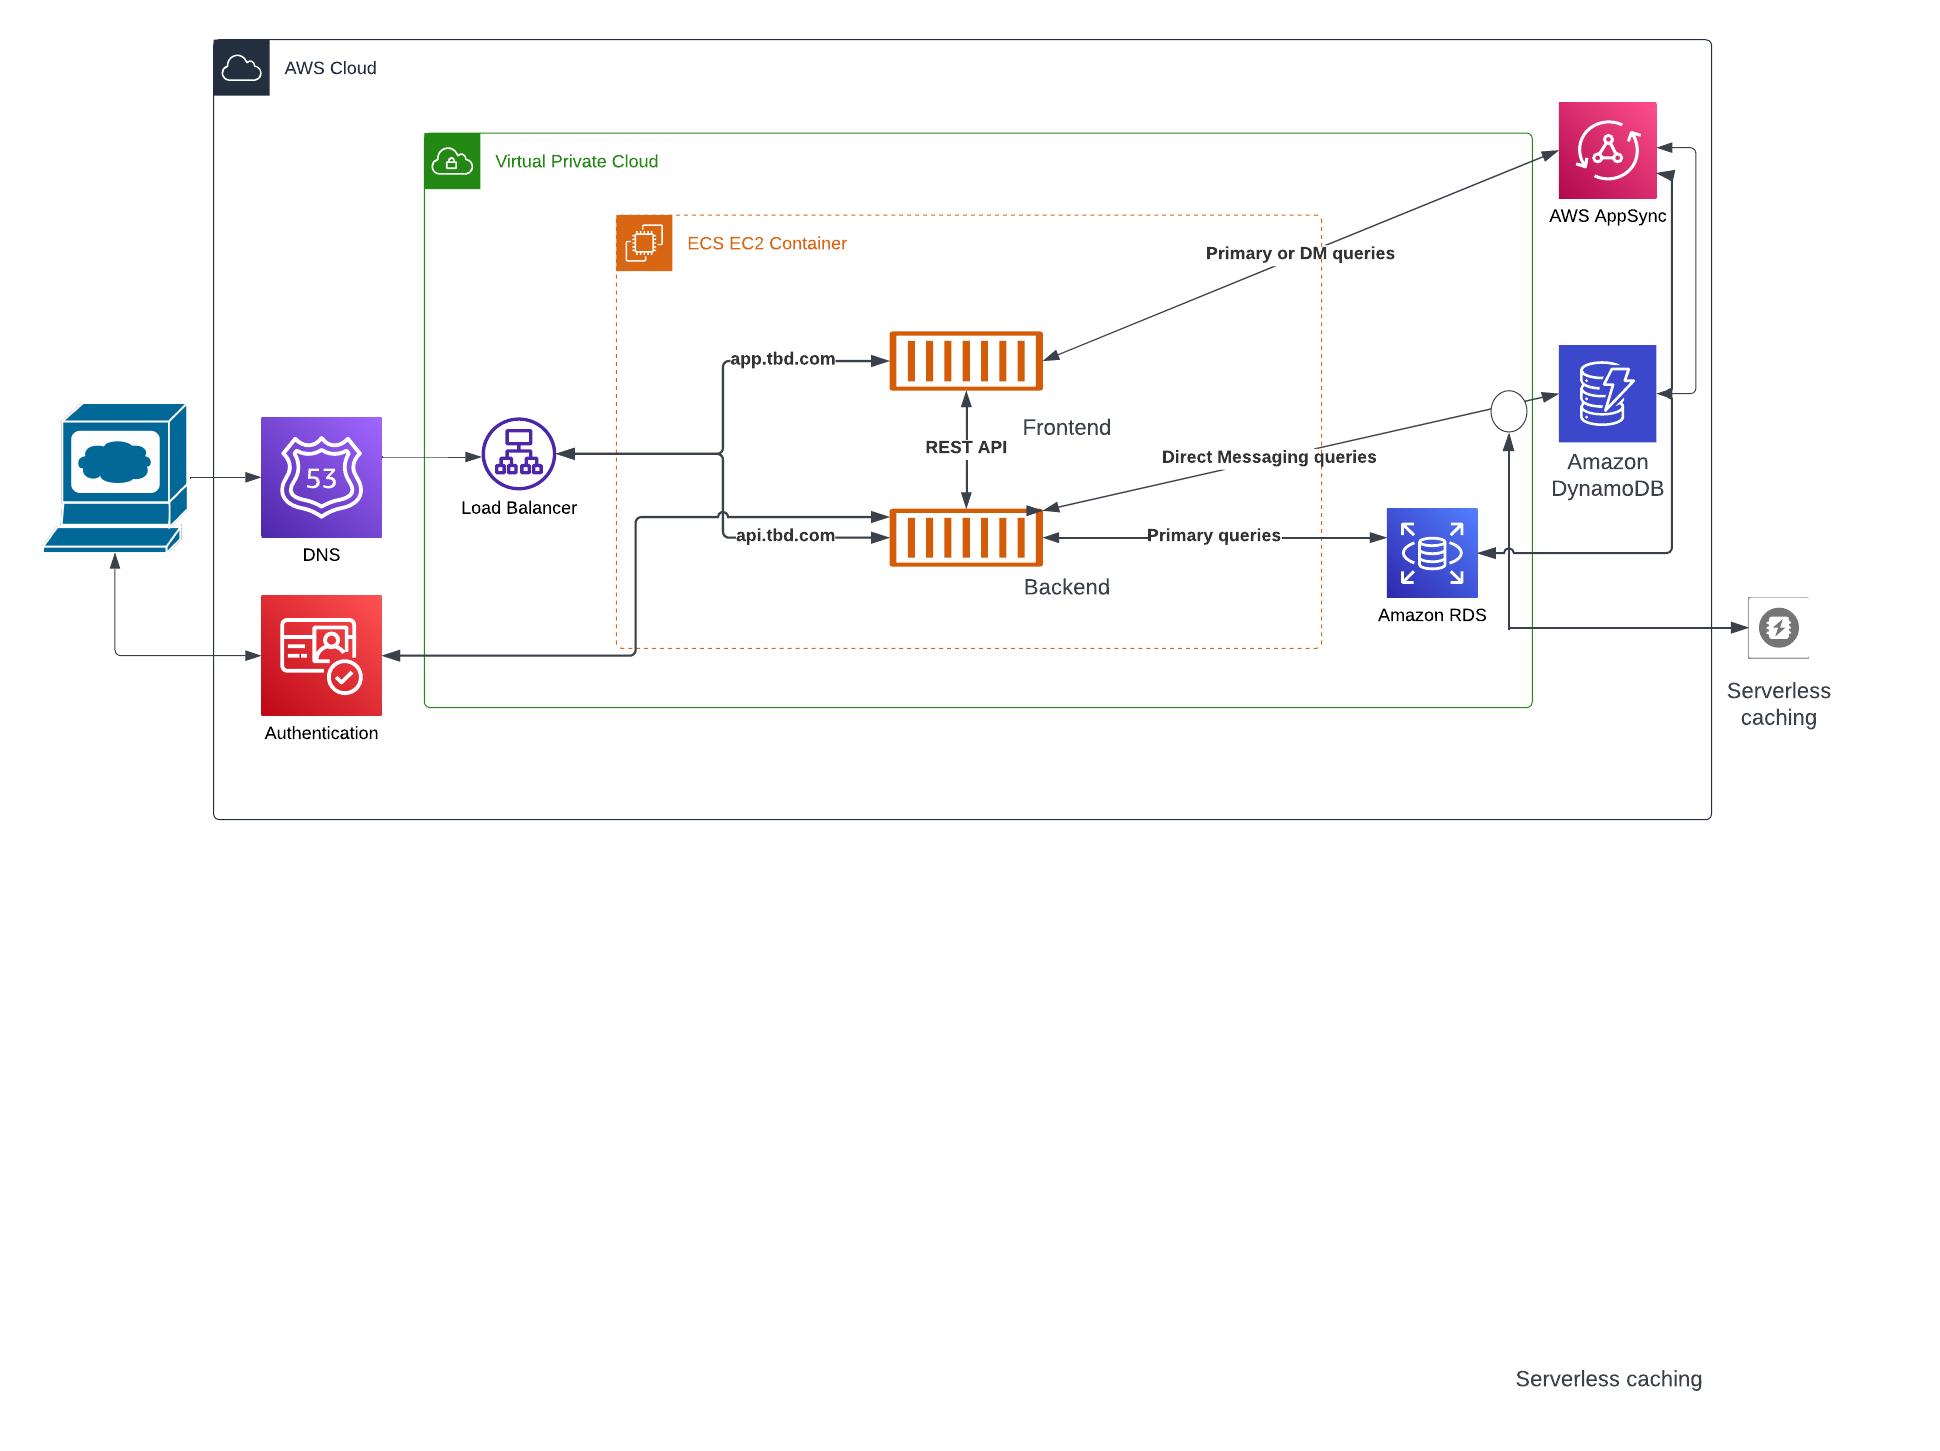 AWS Cloud
Virtual Private Cloud
AWS AppSync
ECS EC2 Container
Primary or DM queries
app.tbd.com
Frontend
REST API
Direct Messaging queries
Amazon
DynamoDB
53
Load Balancer
DNS
api.tbd.com
Primary queries
Backend
Amazon RDS
Serverless
caching
Authentication
Serverless caching